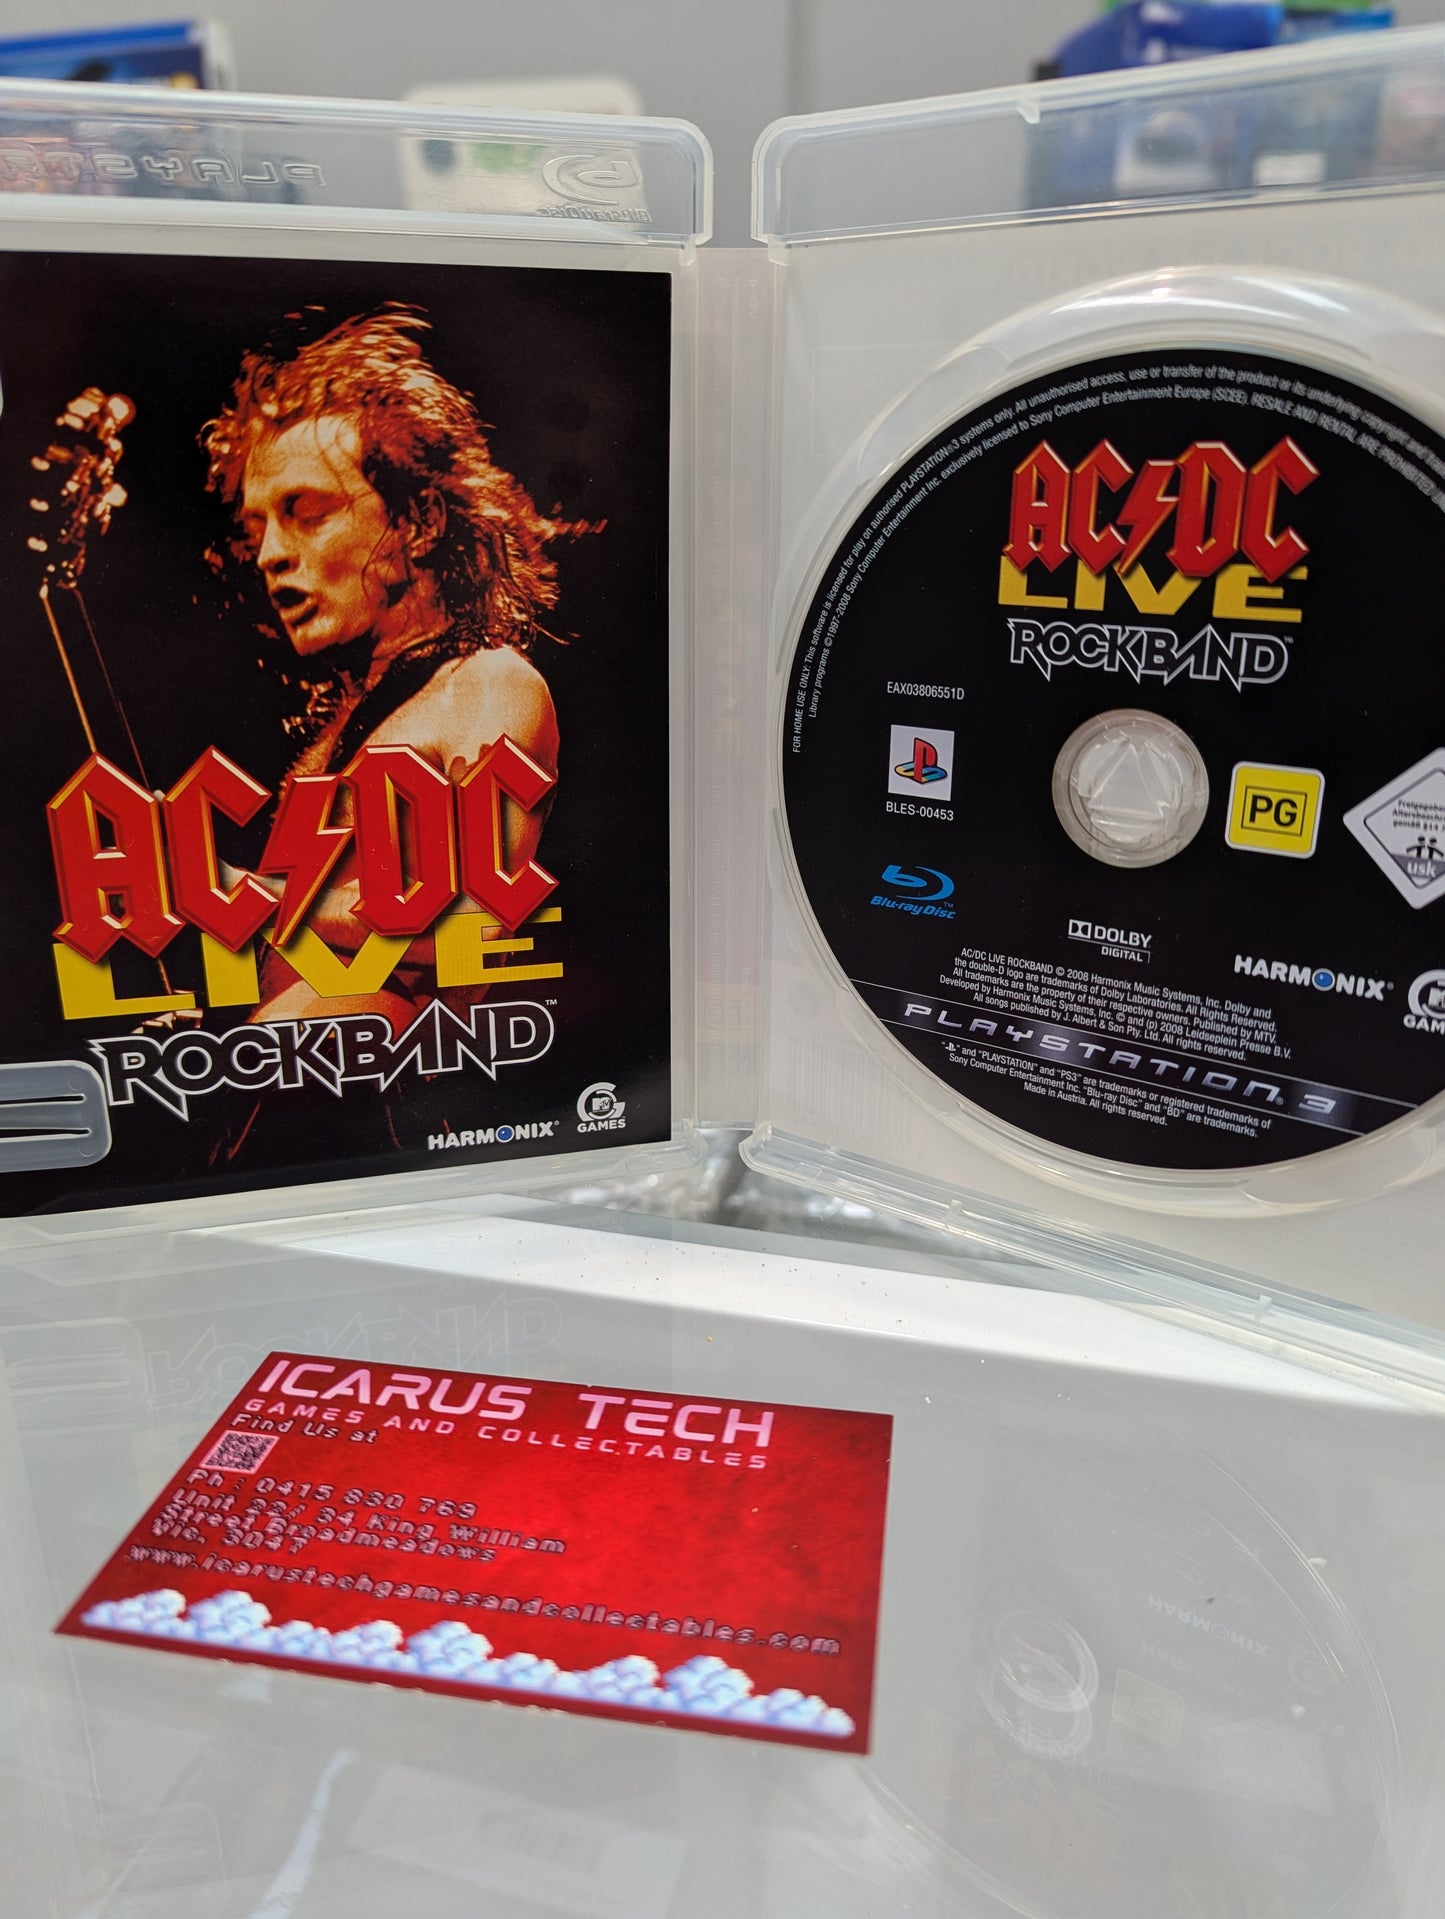 AC/DC
LIVE
ROCKBAND™
HARMONIX®
G
MTV
GAMES
FOR HOME USE ONLY: This software is licensed for play on authorised PLAYSTATION®3 systems only. All unauthorised access, use or transfer of the product or its underlying copyright and
Library programs ©1997-2008 Sony Computer Entertainment Inc. exclusively licensed to Sony Computer Entertainment Europe (SCEE). RESALE AND RENTAL ARE PROHIBITED
AC/DC
LIVE
ROCKBAND™
EAX03806551D
BLES-00453
PG
usk
Blu-ray Disc™
DOLBY
DIGITAL
HARMONIX®
AC/DC LIVE ROCKBAND © 2008 Harmonix Music Systems, Inc. Dolby and
the double-D logo are trademarks of Dolby Laboratories. All Rights Reserved.
All trademarks are the property of their respective owners. Published by MTV.
Developed by Harmonix Music Systems, Inc. © and (p) 2008 Leidseplein Presse B.V.
All songs published by J. Albert & Son Pty. Ltd. All rights reserved.
PLAYSTATION® 3
" " and "PLAYSTATION" and "PS3" are trademarks or registered trademarks of
Sony Computer Entertainment Inc. "Blu-ray Disc" and "BD" are trademarks.
Made in Austria. All rights reserved.
ICARUS TECH
GAMES AND COLLECTABLES
Find Us at
Ph : 0415 830 769
Unit 22/ 34 King William
Street Broadmeadows
Vic. 3047
www.icarustechgamesandcollectables.com